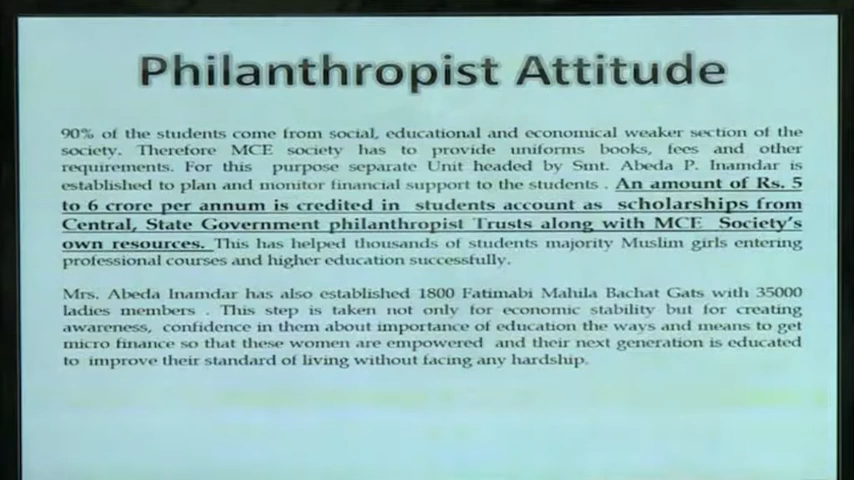 Philanthropist Attitude
90% of the students come from social, educational and economical weaker section of the
society. Therefore MCE society has to provide uniforms books, fees and other
requirements. For this purpose separate Unit headed by Smt. Abeda P. Inamdar is
established to plan and monitor financial support to the students . An amount of Rs. 5
to 6 crore per annum is credited in students account as scholarships from
Central, State Government philanthropist Trusts along with MCE Society's
own resources. This has helped thousands of students majority Muslim girls entering
professional courses and higher education successfully.
Mrs. Abeda Inamdar has also established 1800 Fatimabi Mahila Bachat Gats with 35000
ladies members . This step is taken not only for economic stability but for creating
awareness, confidence in them about importance of education the ways and means to get
micro finance so that these women are empowered and their next generation is educated
to improve their standard of living without facing any hardship.